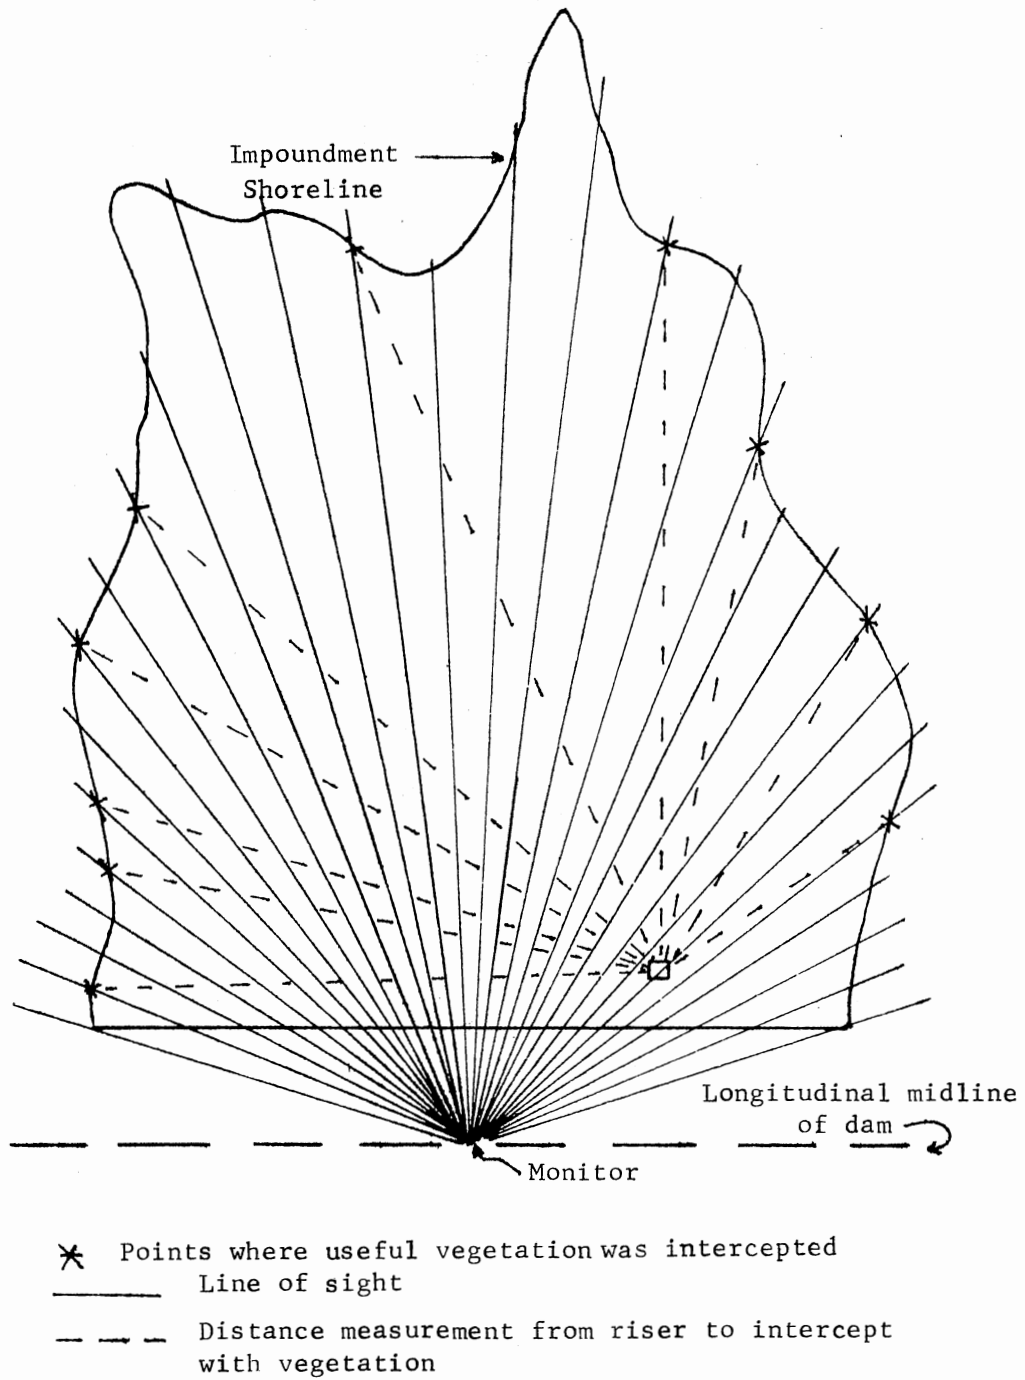 Impoundment
Shoreline
Longitudinal midline
of dam
Monitor
Points where useful vegetation was intercepted
Line of sight
Distance measurement from riser to intercept
with vegetation